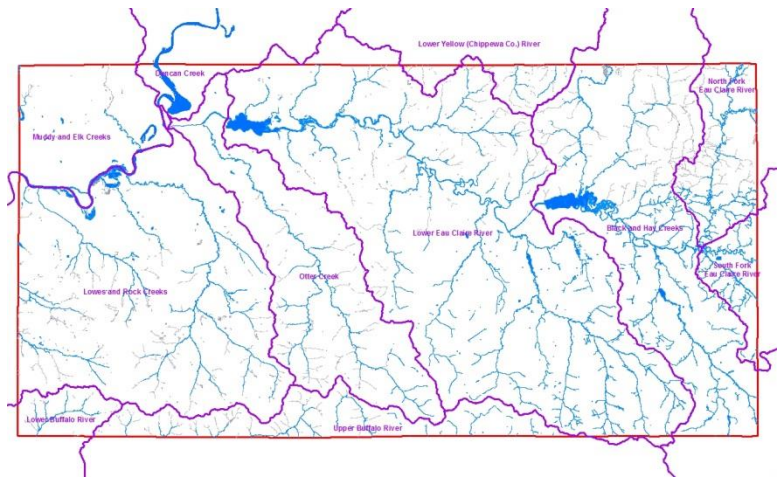 Lower Yellow (Chippewa Co.) River
Duncan Creek
North Fork
Eau Claire River
Muddy and Elk Creeks
Lower Eau Claire River
Black and Hay Creeks
South Fork
Eau Claire River
Otter Creek
Lowes and Rock Creeks
Lower Buffalo River
Upper Buffalo River